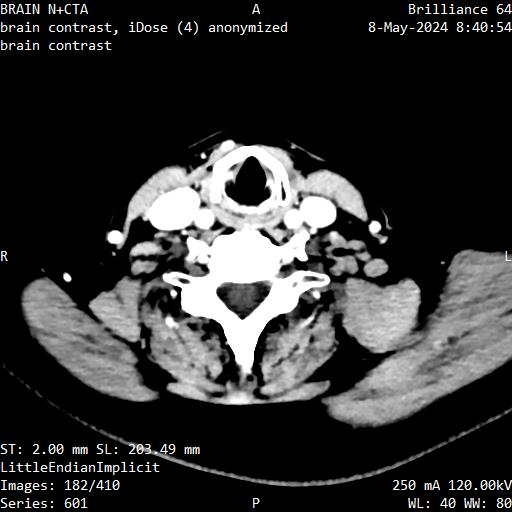 BRAIN N+CTA
brain contrast, iDose (4) anonymized
brain contrast
A
Brilliance 64
8-May-2024 8:40:54
R
L
ST: 2.00 mm SL: 203.49 mm
LittleEndianImplicit
Images: 182/410
Series: 601
P
250 mA 120.00kV
WL: 40 WW: 80